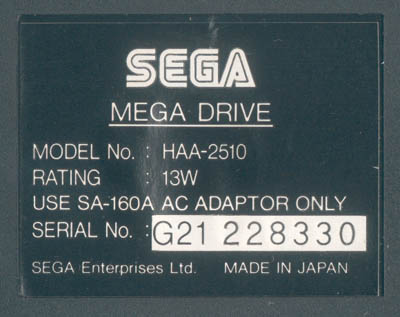 SEGA
MEGA DRIVE
MODEL No. : HAA-2510
RATING : 13W
USE SA-160A AC ADAPTOR ONLY
SERIAL No. : G21 228330
SEGA Enterprises Ltd. MADE IN JAPAN